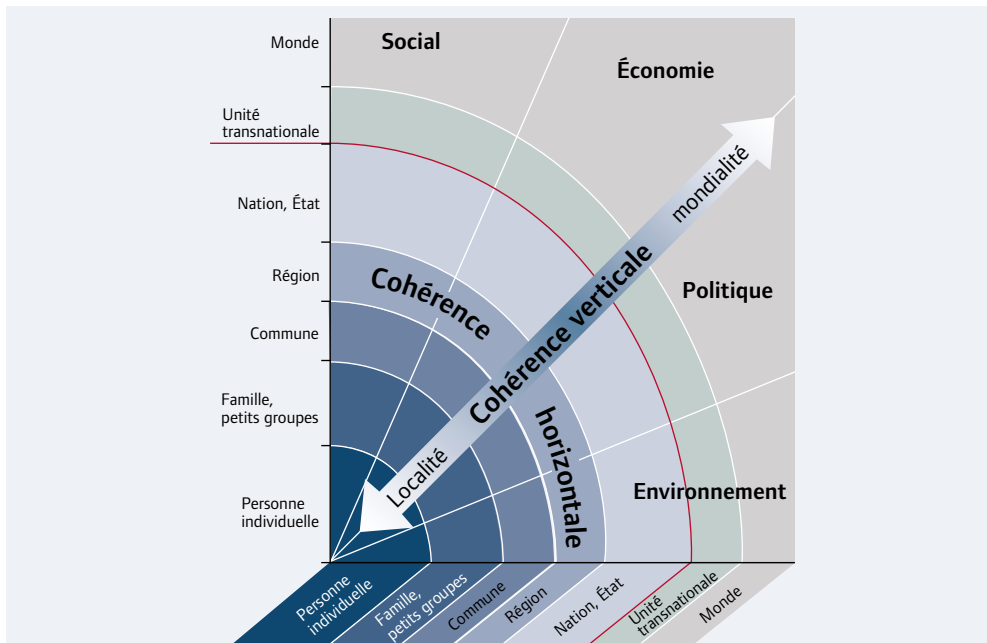 Monde
Social
Économie
Unité
transnationale
mondialité
Nation, État
Politique
Région
Cohérence
Cohérence verticale
Commune
Famille,
petits groupes
horizontale
Localité
Environnement
Personne
individuelle
Personne
individuelle
Famille,
petits groupes
Commune
Région
Nation, État
Unité
transnationale
Monde